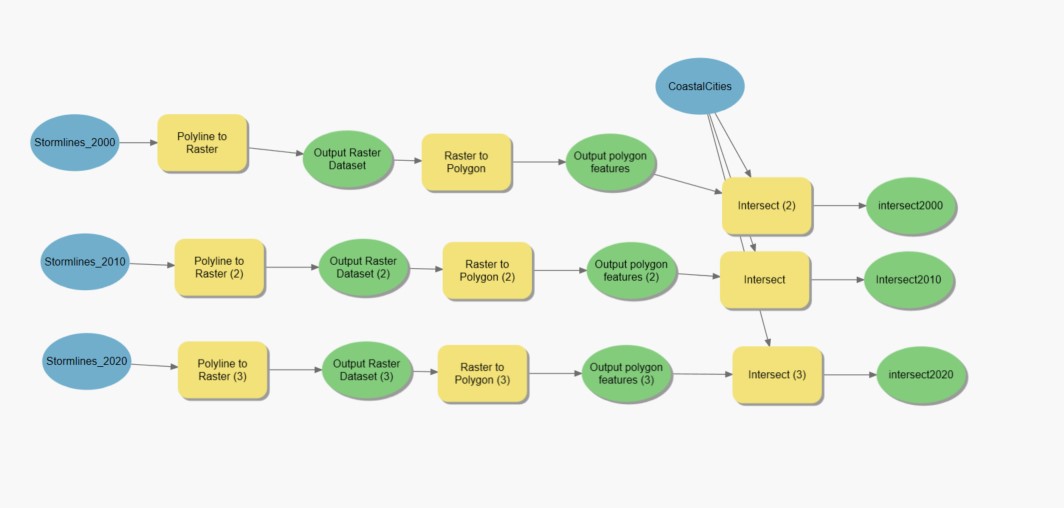 CoastalCities
Stormlines_2000
Polyline to
Raster
Output Raster
Dataset
Raster to
Polygon
Output polygon
features
Intersect (2)
intersect2000
Stormlines_2010
Polyline to
Raster (2)
Output Raster
Dataset (2)
Raster to
Polygon (2)
Output polygon
features (2)
Intersect
Intersect2010
Stormlines_2020
Polyline to
Raster (3)
Output Raster
Dataset (3)
Raster to
Polygon (3)
Output polygon
features (3)
Intersect (3)
intersect2020